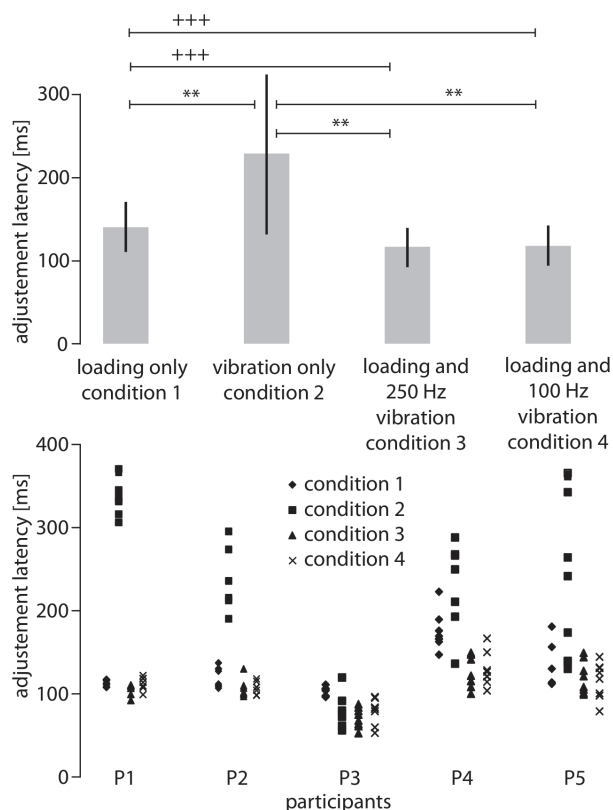 +++
+++
**
**
**
300
200
100
0
adjustement latency [ms]
loading only
condition 1
vibration only
condition 2
loading and
250 Hz
vibration
condition 3
loading and
100 Hz
vibration
condition 4
400
300
200
100
0
adjustement latency [ms]
condition 1
condition 2
condition 3
condition 4
P1
P2
P3
P4
P5
participants